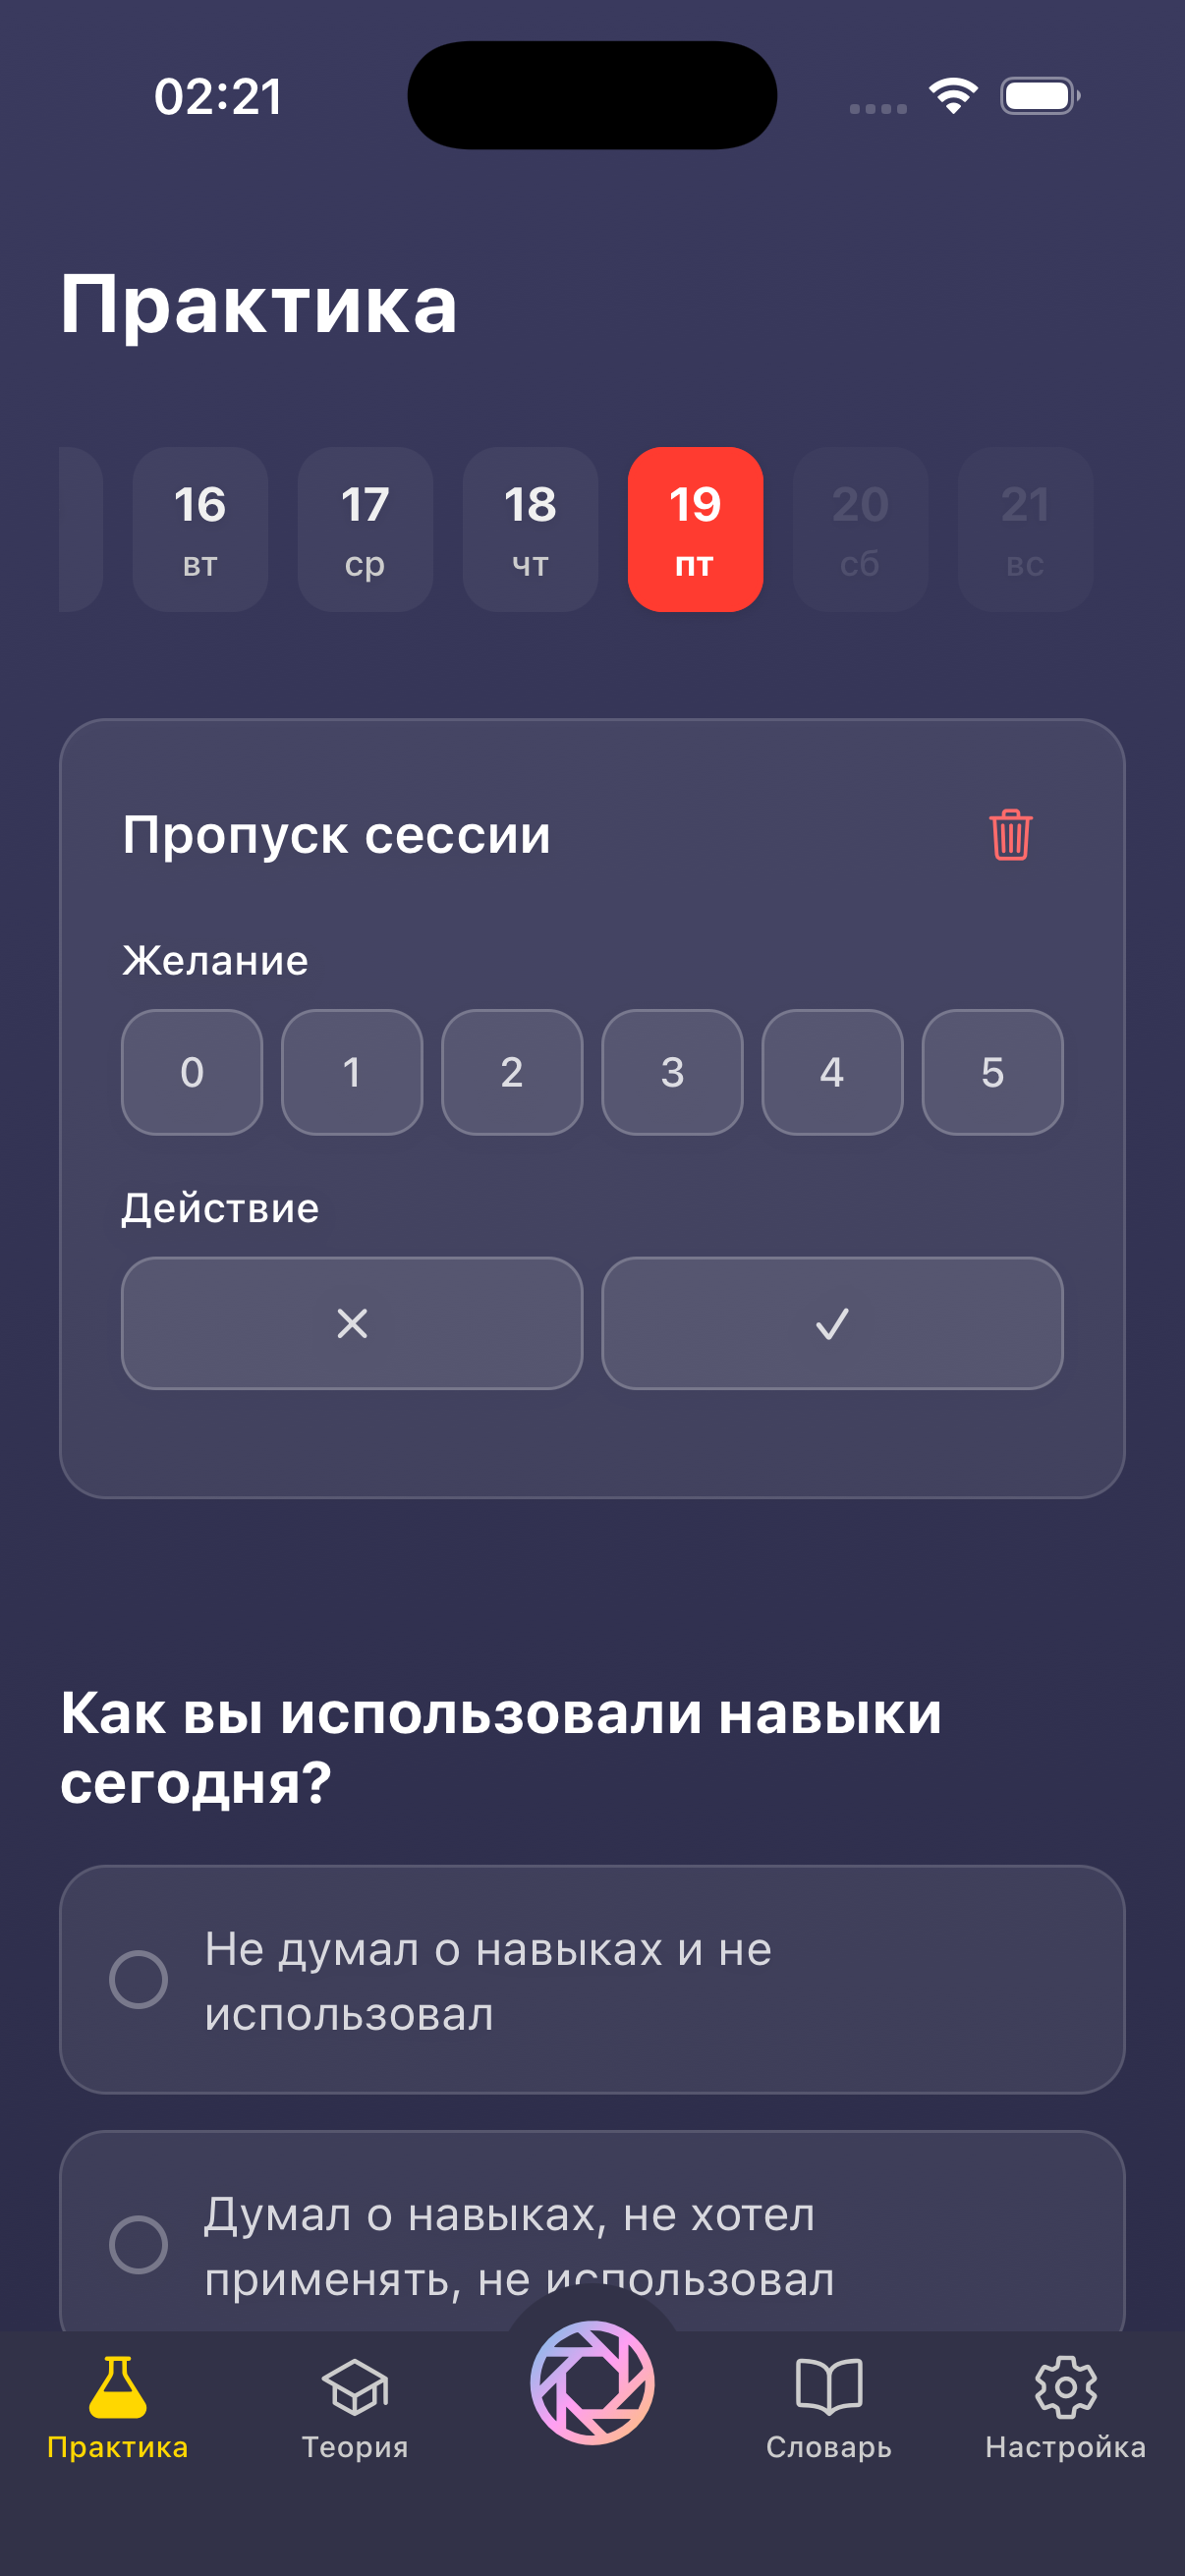 02:21
Практика
16 17 18 19 20 21
вт ср чт пт сб вс
Пропуск сессии
Желание
0 1 2 3 4 5
Действие
Как вы использовали навыки
сегодня?
Не думал о навыках и не
использовал
Думал о навыках, не хотел
применять, не использовал
Практика Теория Словарь Настройка